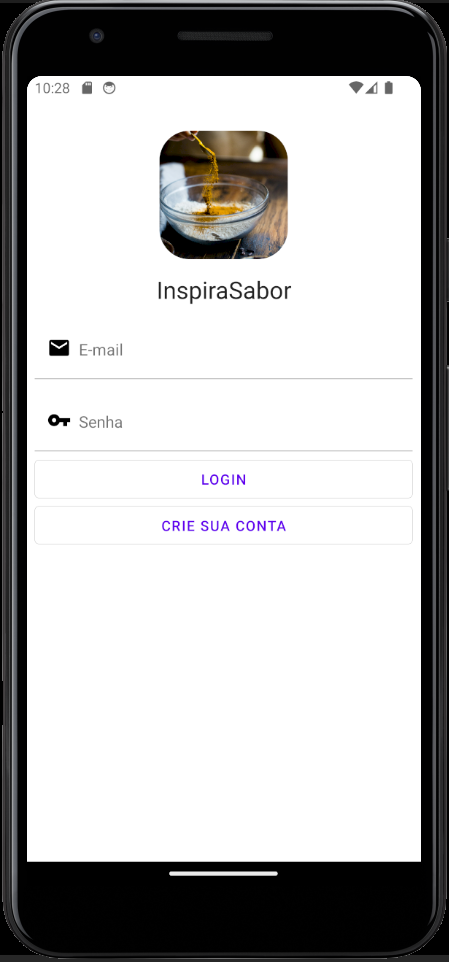 10:28
InspiraSabor
E-mail
Senha
LOGIN
CRIE SUA CONTA